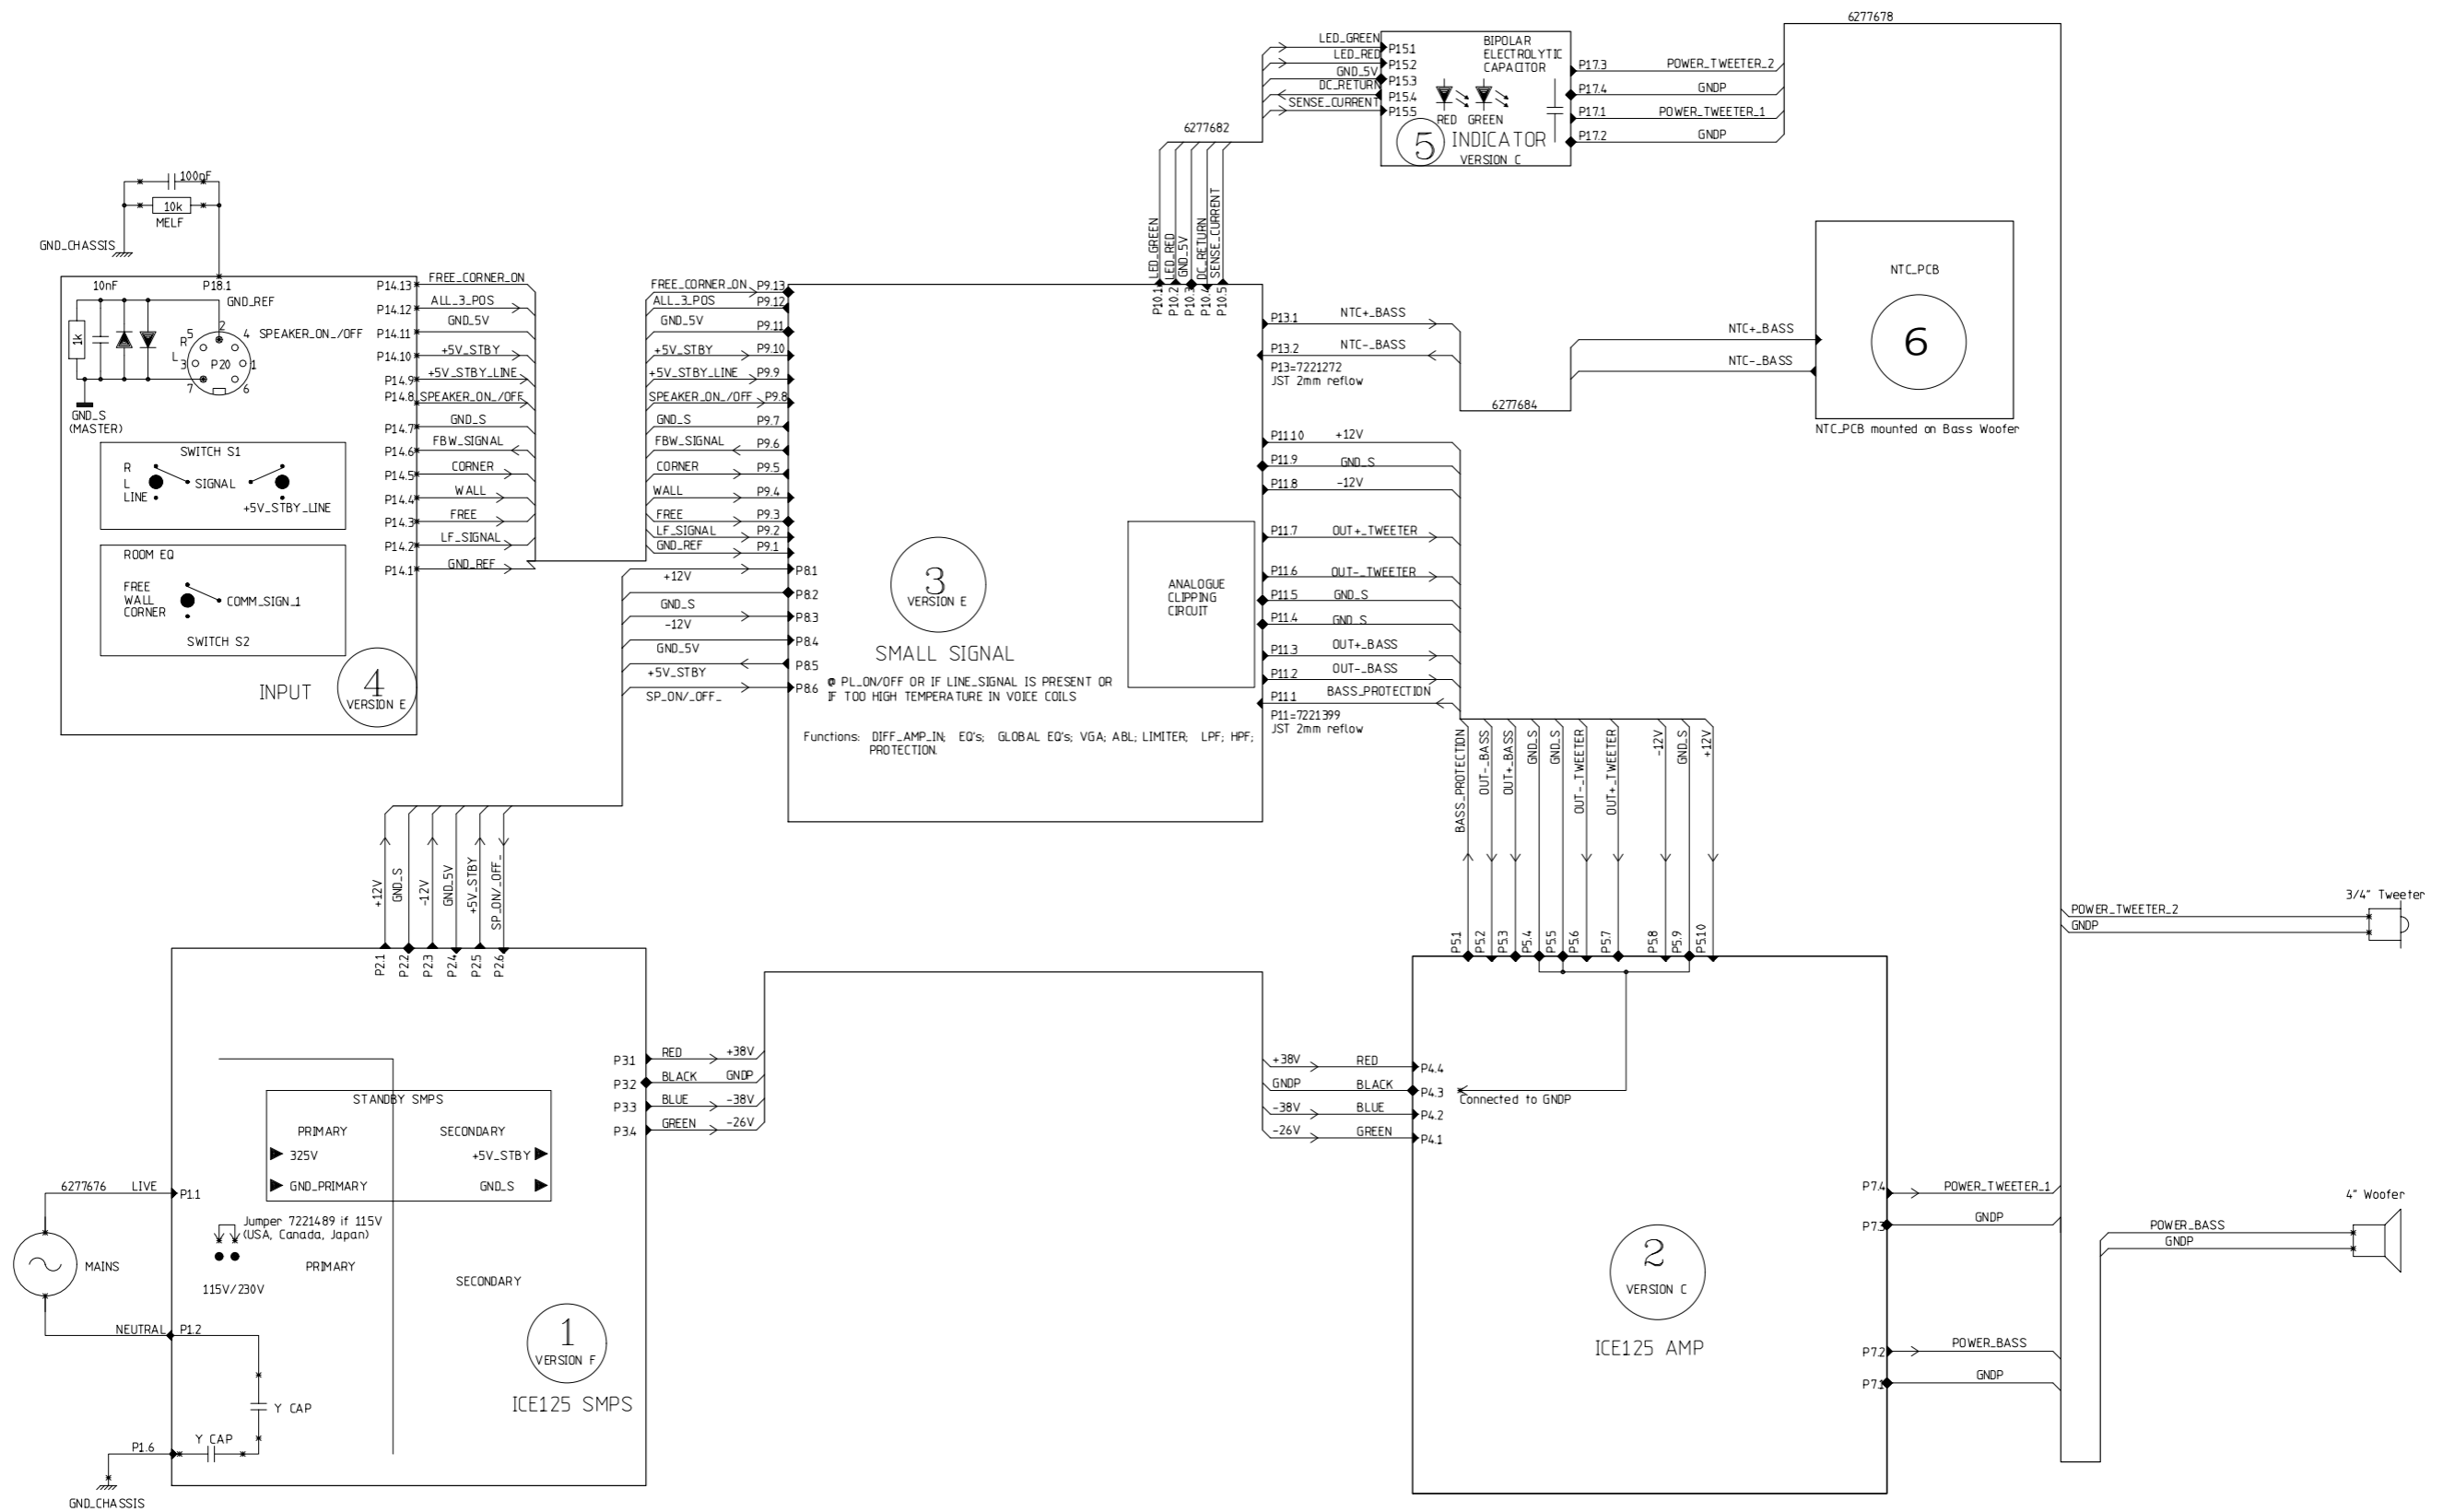 6277678
LED_GREEN
LED_RED
GND_5V
DC_RETURN
SENSE_CURRENT
P15.1
P15.2
P15.3
P15.4
P15.5
BIPOLAR
ELECTROLYTIC
CAPACITOR
RED GREEN
5 INDICATOR
VERSION C
P17.3 POWER_TWEETER_2
P17.4 GNDP
P17.1 POWER_TWEETER_1
P17.2 GNDP
6277682
LED_GREEN
LED_RED
GND_5V
DC_RETURN
SENSE_CURRENT
P10.1
P10.2
P10.3
P10.4
P10.5
100nF
10k
MELF
GND_CHASSIS
10nF
P18.1
GND_REF
1k
5 2 4
R
L
3 P20 1
7 6
SPEAKER_ON_/OFF
GND_S
(MASTER)
SWITCH S1
R
L SIGNAL
LINE
+5V_STBY_LINE
ROOM EQ
FREE
WALL COMM_SIGN_1
CORNER
SWITCH S2
INPUT 4
VERSION E
P14.13 FREE_CORNER_ON
P14.12 ALL_3_POS
P14.11 GND_5V
P14.10 +5V_STBY
P14.9 +5V_STBY_LINE
P14.8 SPEAKER_ON_/OFF
P14.7 GND_S
P14.6 FBW_SIGNAL
P14.5 CORNER
P14.4 WALL
P14.3 FREE
P14.2 LF_SIGNAL
P14.1 GND_REF
FREE_CORNER_ON P9.13
ALL_3_POS P9.12
GND_5V P9.11
+5V_STBY P9.10
+5V_STBY_LINE P9.9
SPEAKER_ON_/OFF P9.8
GND_S P9.7
FBW_SIGNAL P9.6
CORNER P9.5
WALL P9.4
FREE P9.3
LF_SIGNAL P9.2
GND_REF P9.1
+12V P8.1
GND_S P8.2
-12V P8.3
GND_5V P8.4
+5V_STBY P8.5
SP_ON/_OFF_ P8.6
3
VERSION E
SMALL SIGNAL
@ PL_ON/OFF OR IF LINE_SIGNAL IS PRESENT OR
IF TOO HIGH TEMPERATURE IN VOICE COILS
Functions: DIFF_AMP_IN; EQ's; GLOBAL EQ's; VGA; ABL; LIMITER; LPF; HPF;
PROTECTION.
ANALOGUE
CLIPPING
CIRCUIT
P13.1 NTC+_BASS
P13.2 NTC-_BASS
P13=7221272
JST 2mm reflow
6277684
NTC+_BASS
NTC-_BASS
NTC_PCB
6
NTC_PCB mounted on Bass Woofer
P11.10 +12V
P11.9 GND_S
P11.8 -12V
P11.7 OUT+_TWEETER
P11.6 OUT-_TWEETER
P11.5 GND_S
P11.4 GND_S
P11.3 OUT+_BASS
P11.2 OUT-_BASS
P11.1 BASS_PROTECTION
P11=7221399
JST 2mm reflow
BASS_PROTECTION
OUT-_BASS
OUT+_BASS
GND_S
GND_S
OUT-_TWEETER
OUT+_TWEETER
-12V
GND_S
+12V
P5.1
P5.2
P5.3
P5.4
P5.5
P5.6
P5.7
P5.8
P5.9
P5.10
+12V
GND_S
-12V
GND_5V
+5V_STBY
SP_ON/_OFF_
P2.1
P2.2
P2.3
P2.4
P2.5
P2.6
3/4" Tweeter
POWER_TWEETER_2
GNDP
P3.1 RED +38V
P3.2 BLACK GNDP
P3.3 BLUE -38V
P3.4 GREEN -26V
+38V RED P4.4
GNDP BLACK P4.3
-38V BLUE P4.2
-26V GREEN P4.1
Connected to GNDP
STANDBY SMPS
PRIMARY SECONDARY
325V +5V_STBY
GND_PRIMARY GND_S
6277676 LIVE P1.1
Jumper 7221489 if 115V
(USA, Canada, Japan)
115V/230V
PRIMARY
SECONDARY
MAINS
NEUTRAL P1.2
Y CAP
Y CAP
P1.6
GND_CHASSIS
1
VERSION F
ICE125 SMPS
2
VERSION C
ICE125 AMP
P7.4 POWER_TWEETER_1
P7.3 GNDP
P7.2 POWER_BASS
P7.1 GNDP
4" Woofer
POWER_BASS
GNDP